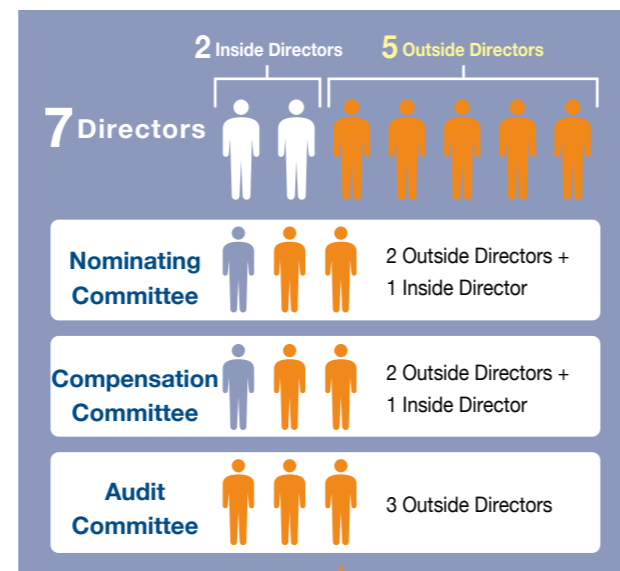 2 Inside Directors
5 Outside Directors
7 Directors
Nominating
Committee
2 Outside Directors +
1 Inside Director
Compensation
Committee
2 Outside Directors +
1 Inside Director
Audit
Committee
3 Outside Directors